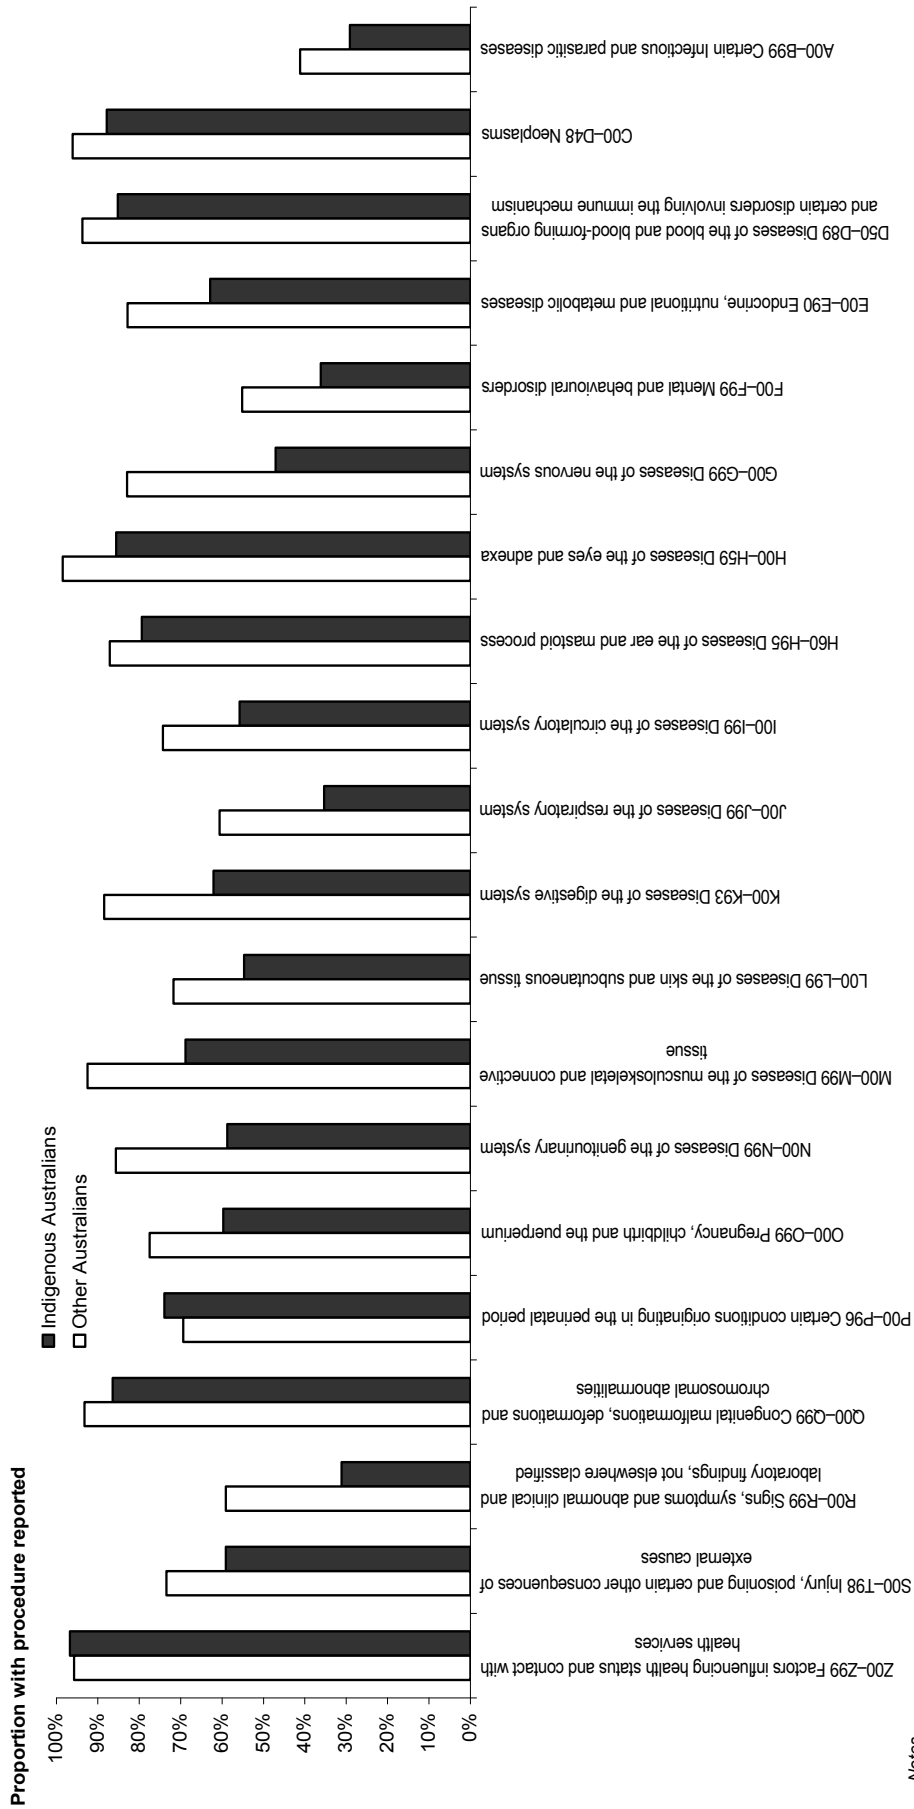 Proportion with procedure reported
Indigenous Australians
Other Australians
100%
90%
80%
70%
60%
50%
40%
30%
20%
10%
0%
Z00–Z99 Factors influencing health status and contact with
health services
S00–T98 Injury, poisoning and certain other consequences of
external causes
R00–R99 Signs, symptoms and abnormal clinical and
laboratory findings, not elsewhere classified
Q00–Q99 Congenital malformations, deformations and
chromosomal abnormalities
P00–P96 Certain conditions originating in the perinatal period
O00–O99 Pregnancy, childbirth and the puerperium
N00–N99 Diseases of the genitourinary system
M00–M99 Diseases of the musculoskeletal and connective
tissue
L00–L99 Diseases of the skin and subcutaneous tissue
K00–K93 Diseases of the digestive system
J00–J99 Diseases of the respiratory system
I00–I99 Diseases of the circulatory system
H60–H95 Diseases of the ear and mastoid process
H00–H59 Diseases of the eyes and adnexa
G00–G99 Diseases of the nervous system
F00–F99 Mental and behavioural disorders
E00–E90 Endocrine, nutritional and metabolic diseases
D50–D89 Diseases of the blood and blood-forming organs
and certain disorders involving the immune mechanism
C00–D48 Neoplasms
A00–B99 Certain Infectious and parasitic diseases
Notes